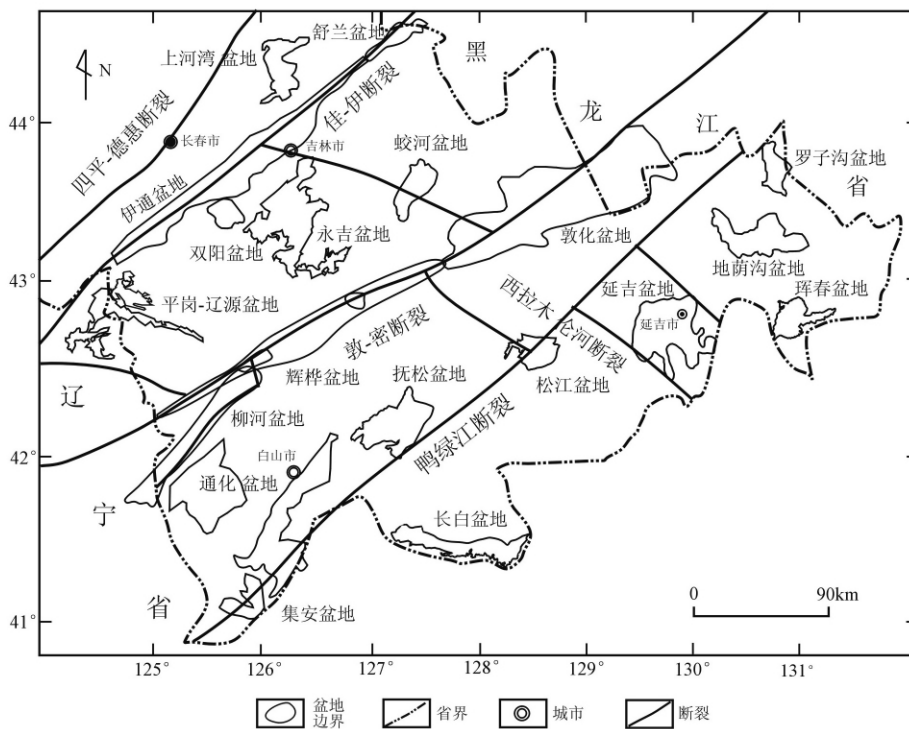 舒兰盆地
上河湾 盆地
黑
N
龙
佳-伊断裂
44°
江
四平-德惠断裂
长春市
吉林市
蛟河盆地
罗子沟盆地
省
伊通盆地
双阳盆地
永吉盆地
敦化盆地
43°
地荫沟盆地
西拉木伦河断裂
延吉盆地
珲春盆地
平岗-辽源盆地
延吉市
敦-密断裂
辽
辉桦盆地
抚松盆地
松江盆地
柳河盆地
鸭绿江断裂
42°
白山市
通化 盆地
宁
长白盆地
省
0 90km
41°
集安盆地
125° 126° 127° 128° 129° 130° 131°
盆地
边界
省界
城市
断裂